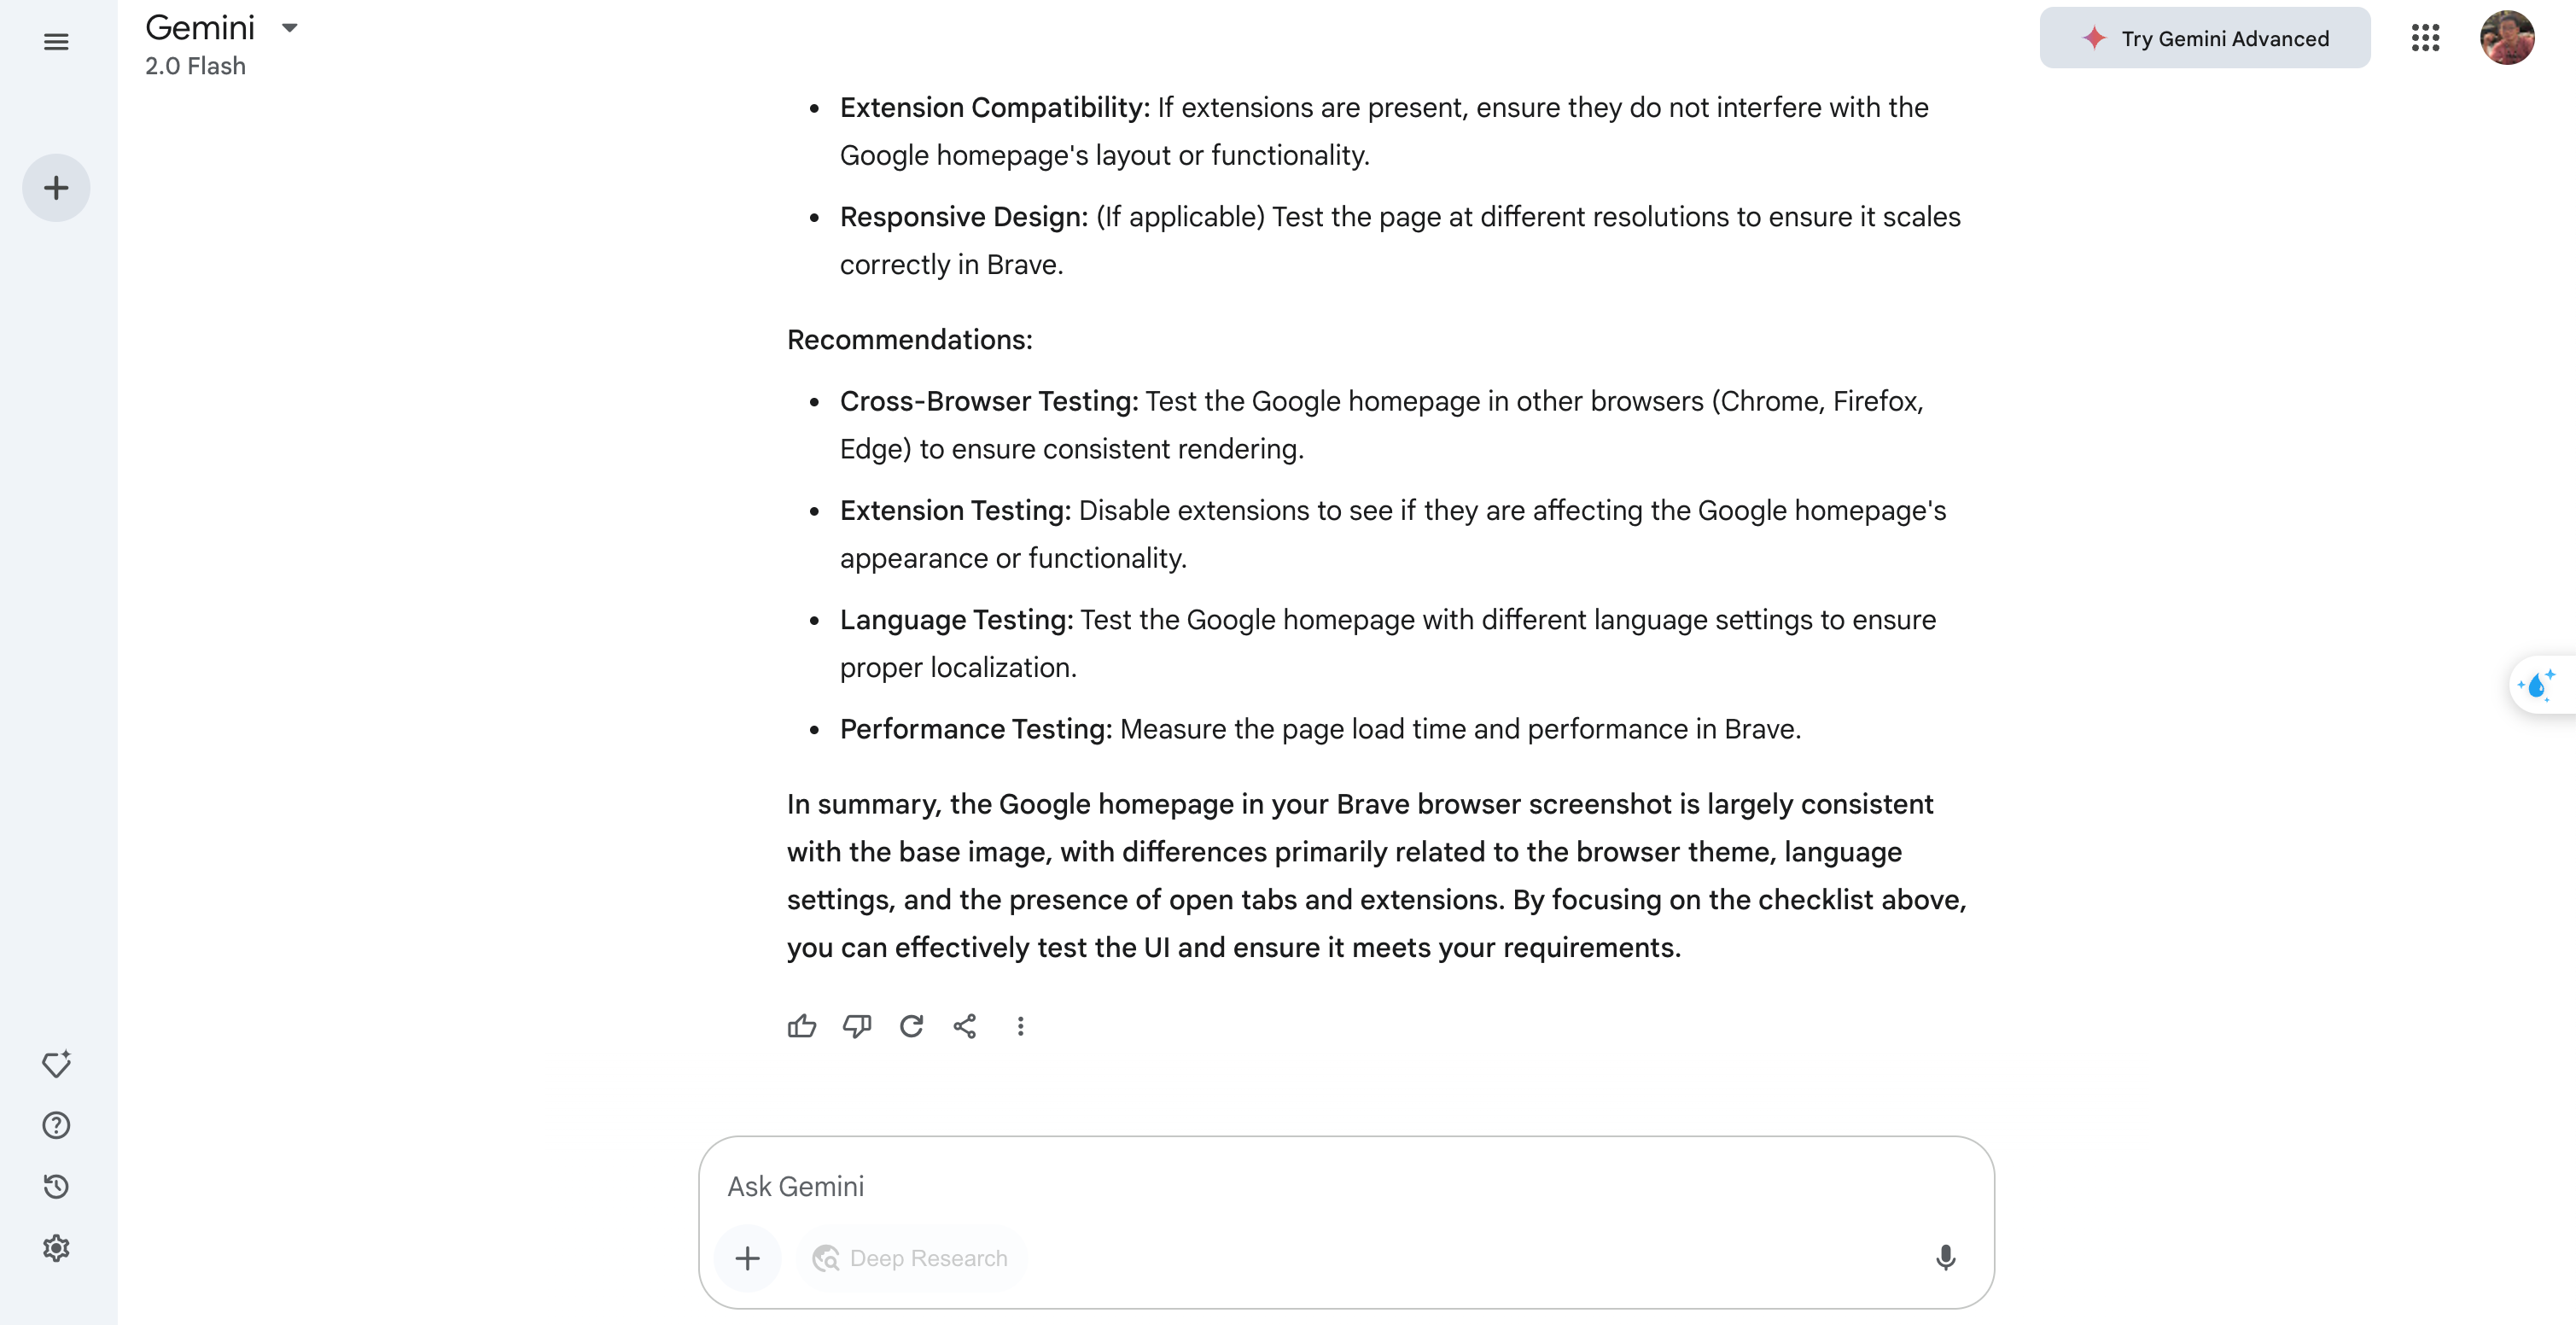 Gemini
2.0 Flash
Try Gemini Advanced
Extension Compatibility: If extensions are present, ensure they do not interfere with the
Google homepage's layout or functionality.
Responsive Design: (If applicable) Test the page at different resolutions to ensure it scales
correctly in Brave.
Recommendations:
Cross-Browser Testing: Test the Google homepage in other browsers (Chrome, Firefox,
Edge) to ensure consistent rendering.
Extension Testing: Disable extensions to see if they are affecting the Google homepage's
appearance or functionality.
Language Testing: Test the Google homepage with different language settings to ensure
proper localization.
Performance Testing: Measure the page load time and performance in Brave.
In summary, the Google homepage in your Brave browser screenshot is largely consistent
with the base image, with differences primarily related to the browser theme, language
settings, and the presence of open tabs and extensions. By focusing on the checklist above,
you can effectively test the UI and ensure it meets your requirements.
Ask Gemini
Deep Research